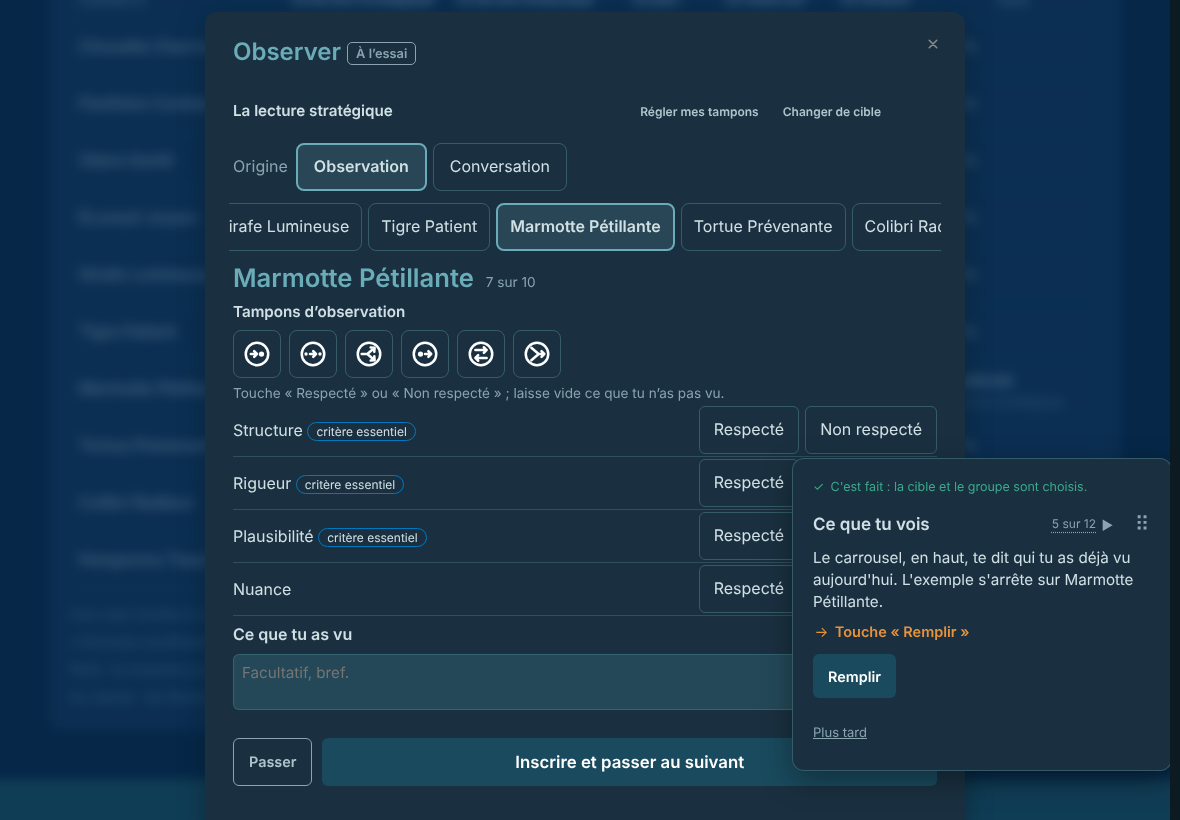 Observer À l'essai
La lecture stratégique Régler mes tampons Changer de cible
Origine Observation Conversation
irafe Lumineuse Tigre Patient Marmotte Pétillante Tortue Prévenante Colibri Rad
Marmotte Pétillante 7 sur 10
Tampons d’observation
Touche « Respecté » ou « Non respecté » ; laisse vide ce que tu n’as pas vu.
Structure critère essentiel Respecté Non respecté
Rigueur critère essentiel Respecté
Plausibilité critère essentiel Respecté
Nuance Respecté
Ce que tu as vu
Facultatif, bref.
Passer Inscrire et passer au suivant
C'est fait : la cible et le groupe sont choisis.
Ce que tu vois 5 sur 12
Le carrousel, en haut, te dit qui tu as déjà vu
aujourd'hui. L'exemple s'arrête sur Marmotte
Pétillante.
→ Touche « Remplir »
Remplir
Plus tard